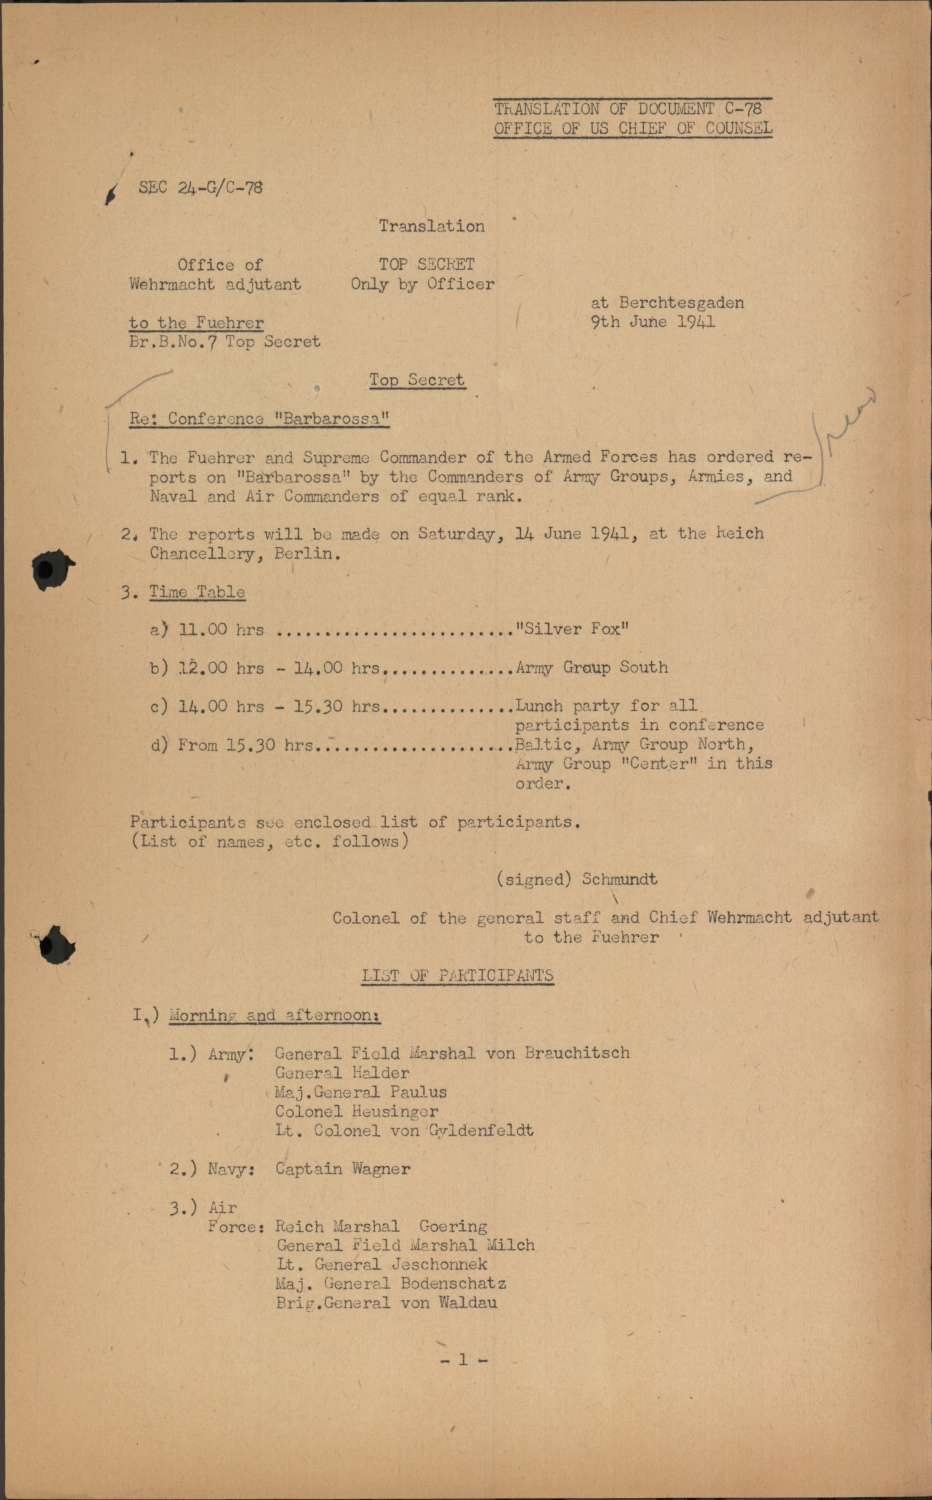 TRANSLATION OF DOCUMENT C-78
OFFICE OF US CHIEF OF COUNSEL
SEC 24-G/C-78
Translation
Office of TOP SECRET
Wehrmacht adjutant Only by Officer
at Berchtesgaden
to the Fuehrer 9th June 1941
Br.B.No.7 Top Secret
Top Secret
Re: Conference "Barbarossa"
read
1. The Fuehrer and Supreme Commander of the Armed Forces has ordered re-
ports on "Barbarossa" by the Commanders of Army Groups, Armies, and
Naval and Air Commanders of equal rank.
2. The reports will be made on Saturday, 14 June 1941, at the Reich
Chancellery, Berlin.
3. Time Table
a) 11.00 hrs ........................."Silver Fox"
b) 12.00 hrs - 14.00 hrs..............Army Group South
c) 14.00 hrs - 15.30 hrs..............Lunch party for all
participants in conference
d) From 15.30 hrs.....................Baltic, Army Group North,
Army Group "Center" in this
order.
Participants see enclosed list of participants.
(List of names, etc. follows)
(signed) Schmundt
Colonel of the general staff and Chief Wehrmacht adjutant
to the Fuehrer
LIST OF PARTICIPANTS
I.) Morning and afternoon:
1.) Army: General Field Marshal von Brauchitsch
General Halder
Maj.General Paulus
Colonel Heusinger
Lt. Colonel von Gyldenfeldt
2.) Navy: Captain Wagner
3.) Air
Force: Reich Marshal Goering
General Field Marshal Milch
Lt. General Jeschonnek
Maj. General Bodenschatz
Brig.General von Waldau
- 1 -